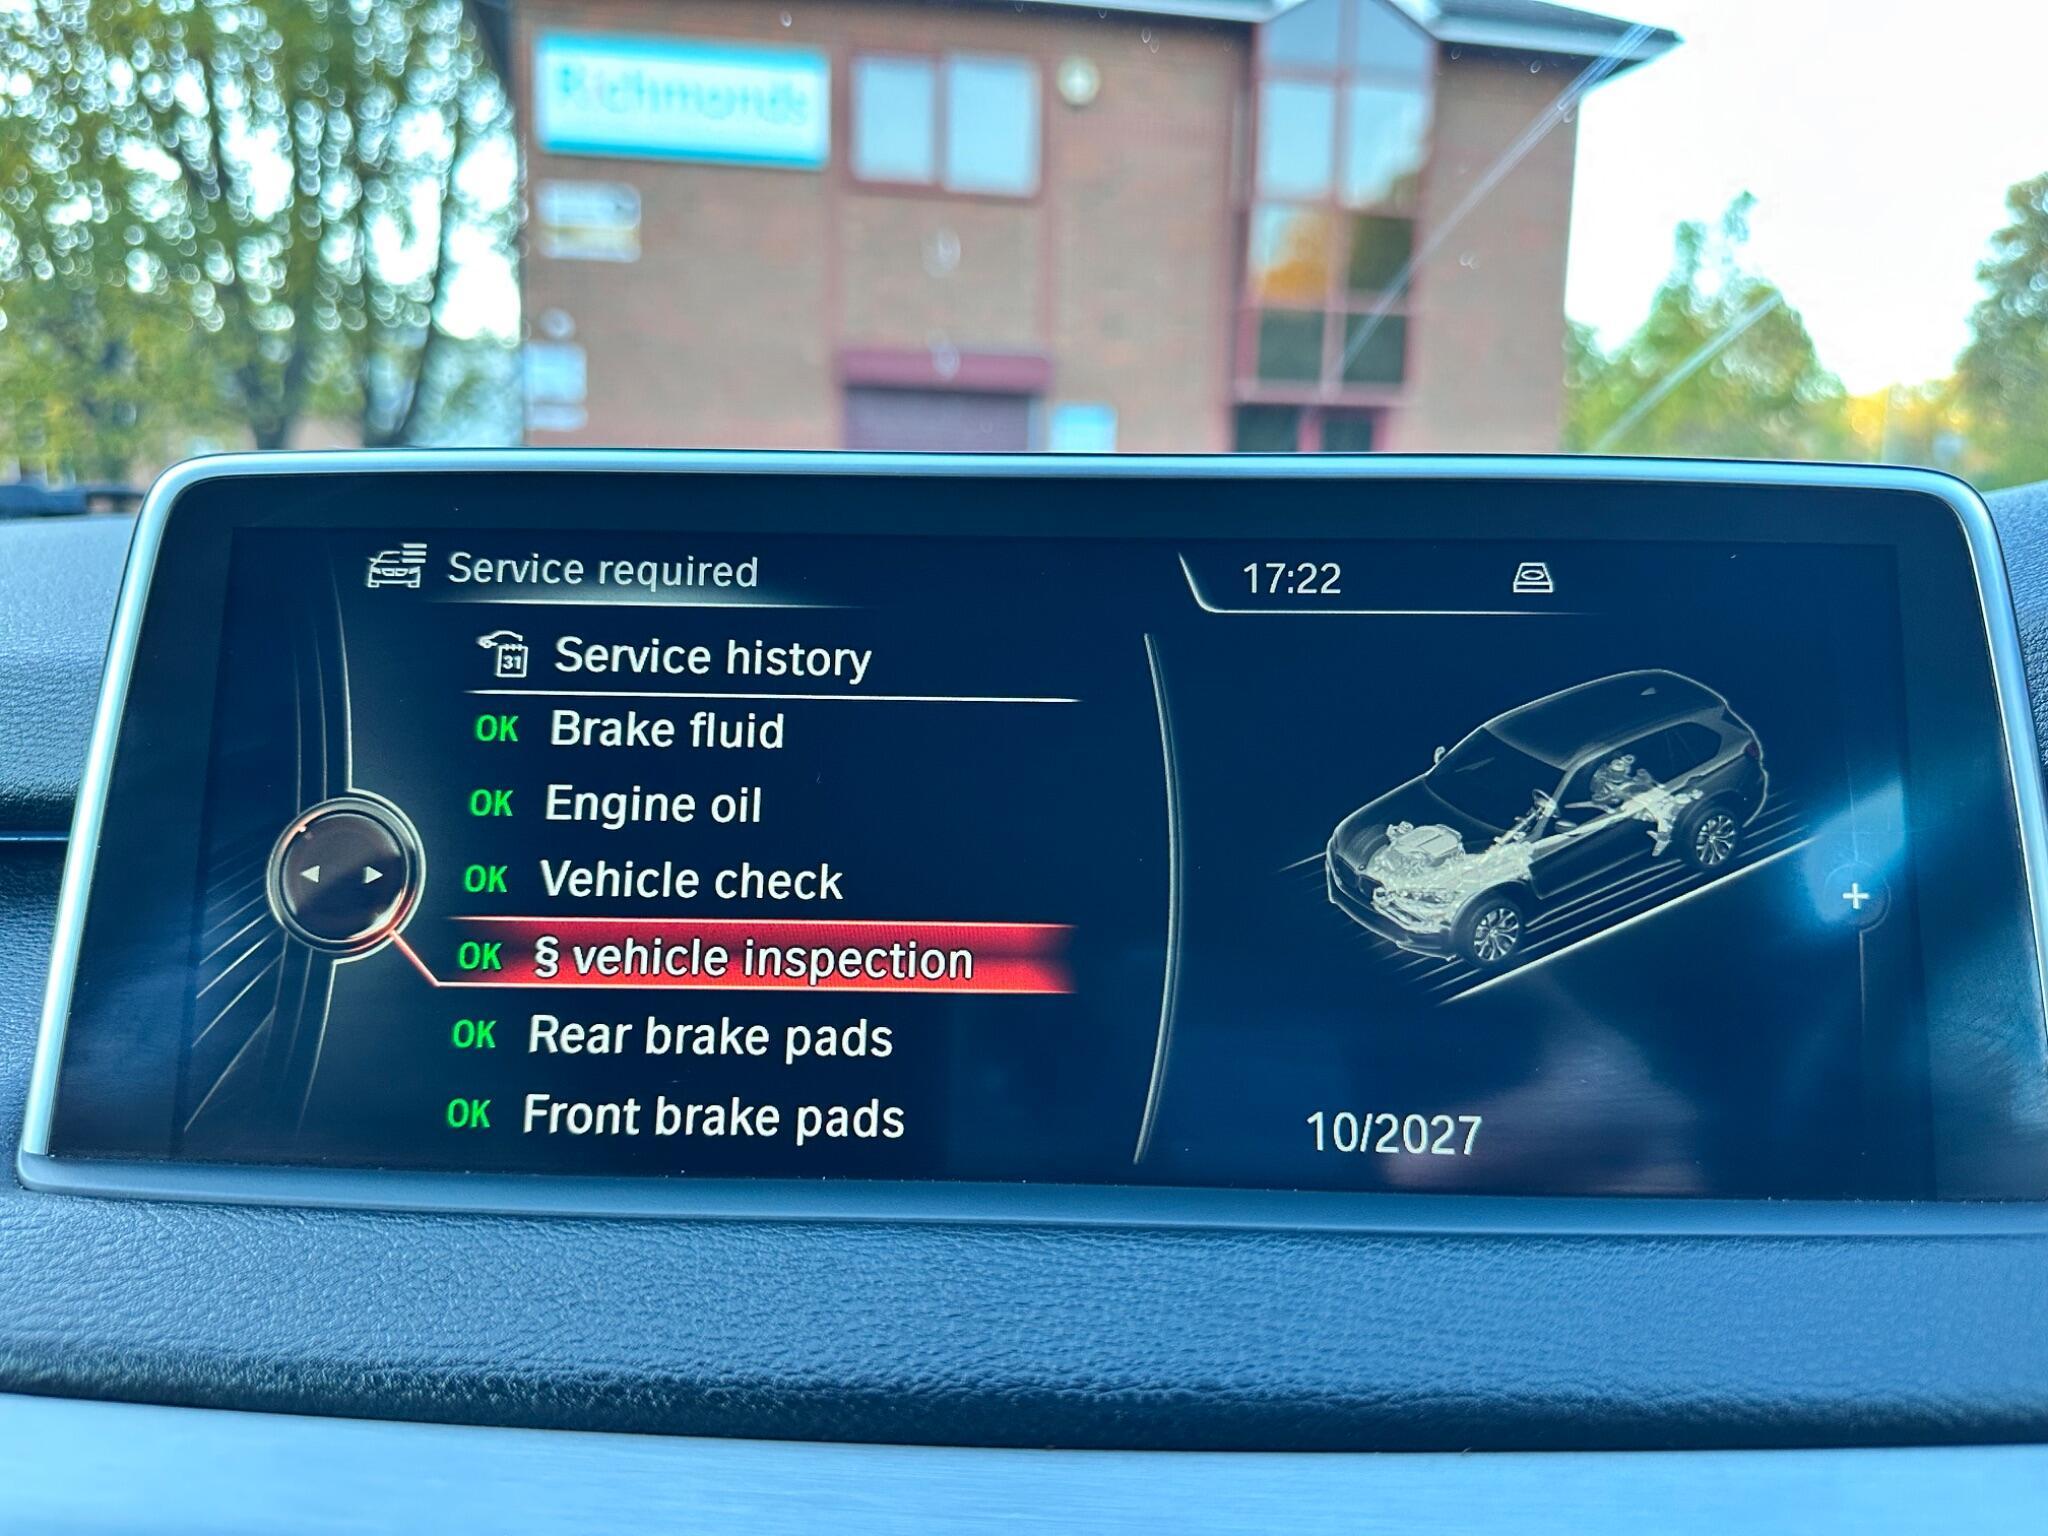 Richmonds
Service required
17:22
Service history
31
OK Brake fluid
OK Engine oil
OK Vehicle check
OK § vehicle inspection
OK Rear brake pads
OK Front brake pads
10/2027